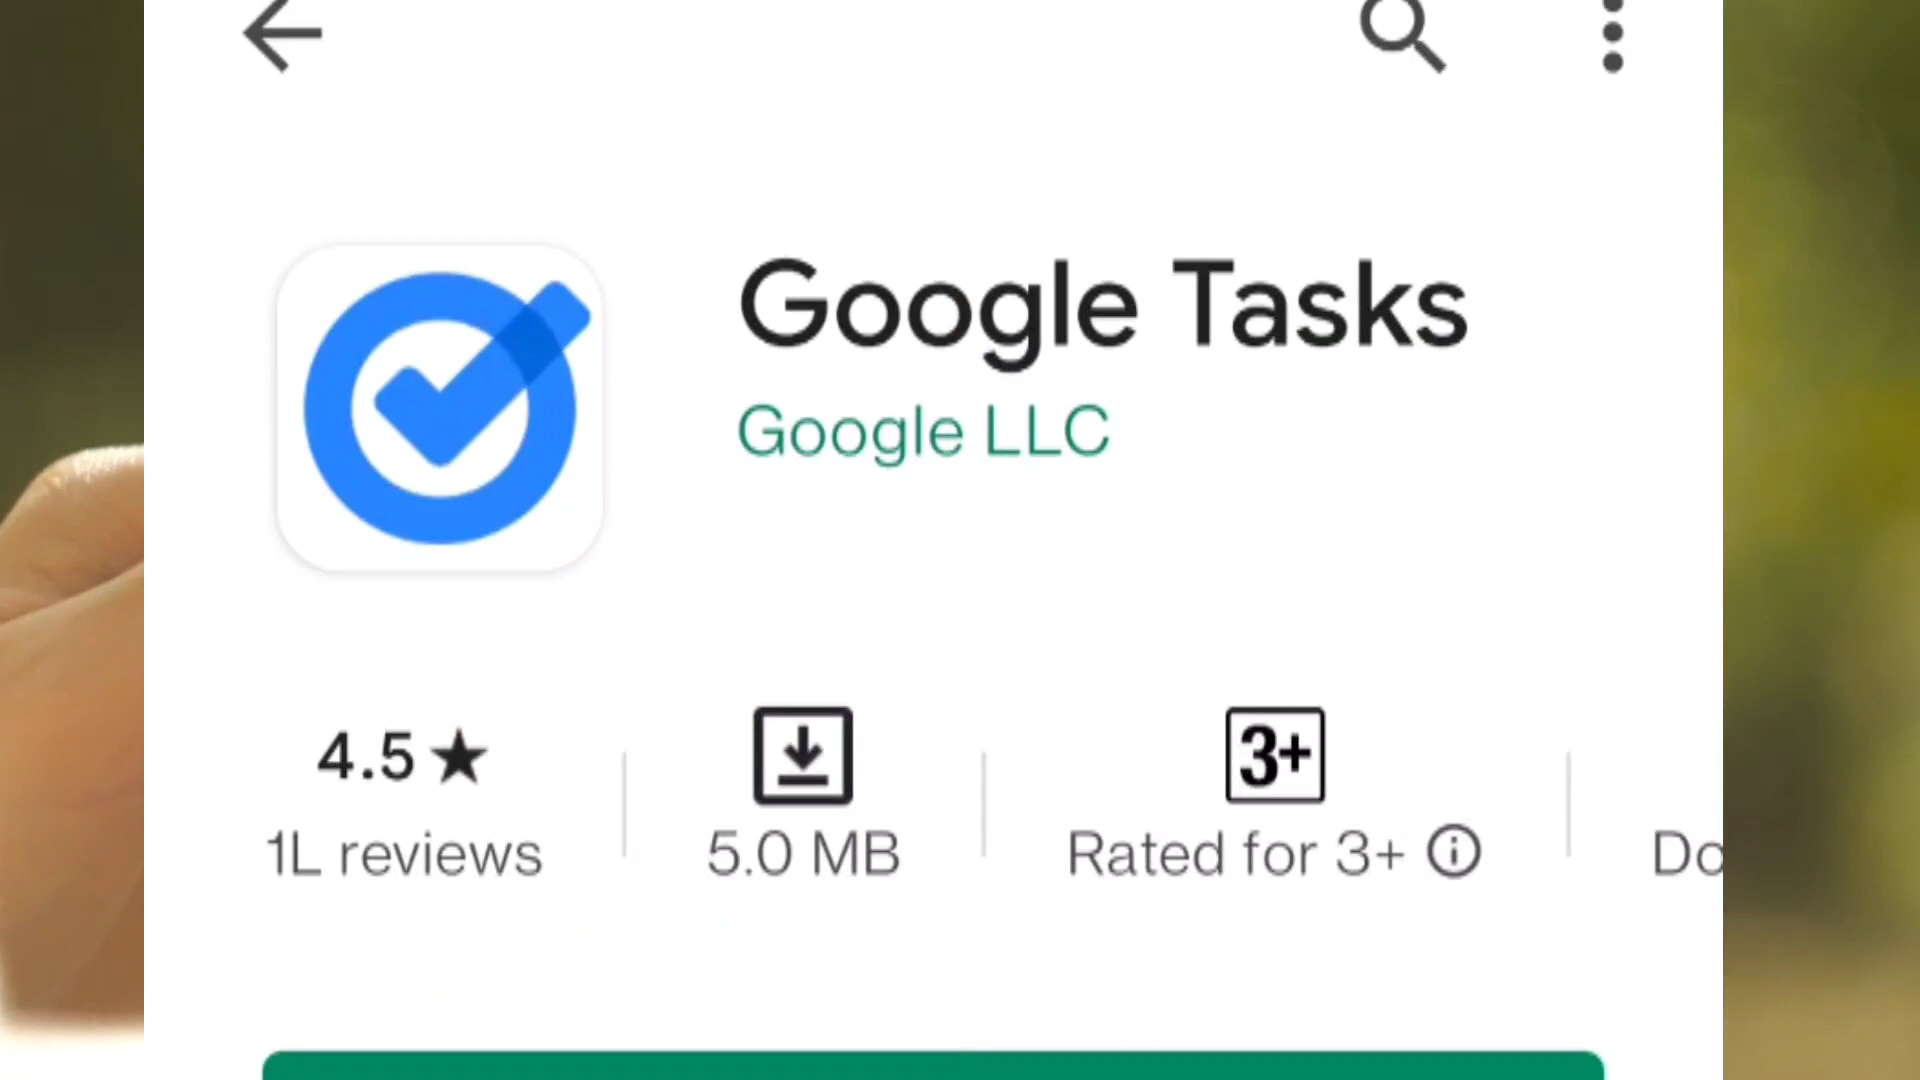 Google Tasks
Google LLC
4.5★
1L reviews
5.0 MB
3+
Rated for 3+
Do